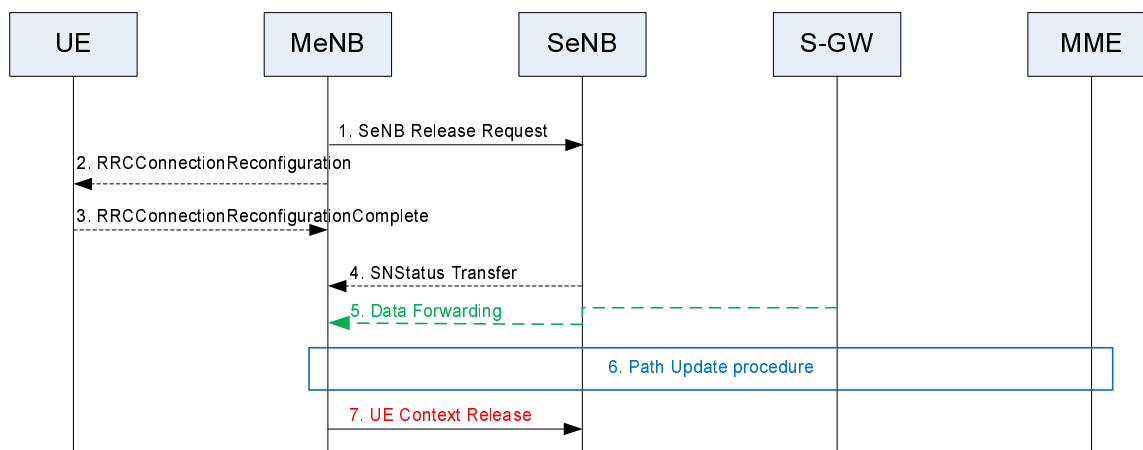 UE
MeNB
SeNB
S-GW
MME
1. SeNB Release Request
2. RRCConnectionReconfiguration
3. RRCConnectionReconfigurationComplete
4. SNStatus Transfer
5. Data Forwarding
6. Path Update procedure
7. UE Context Release